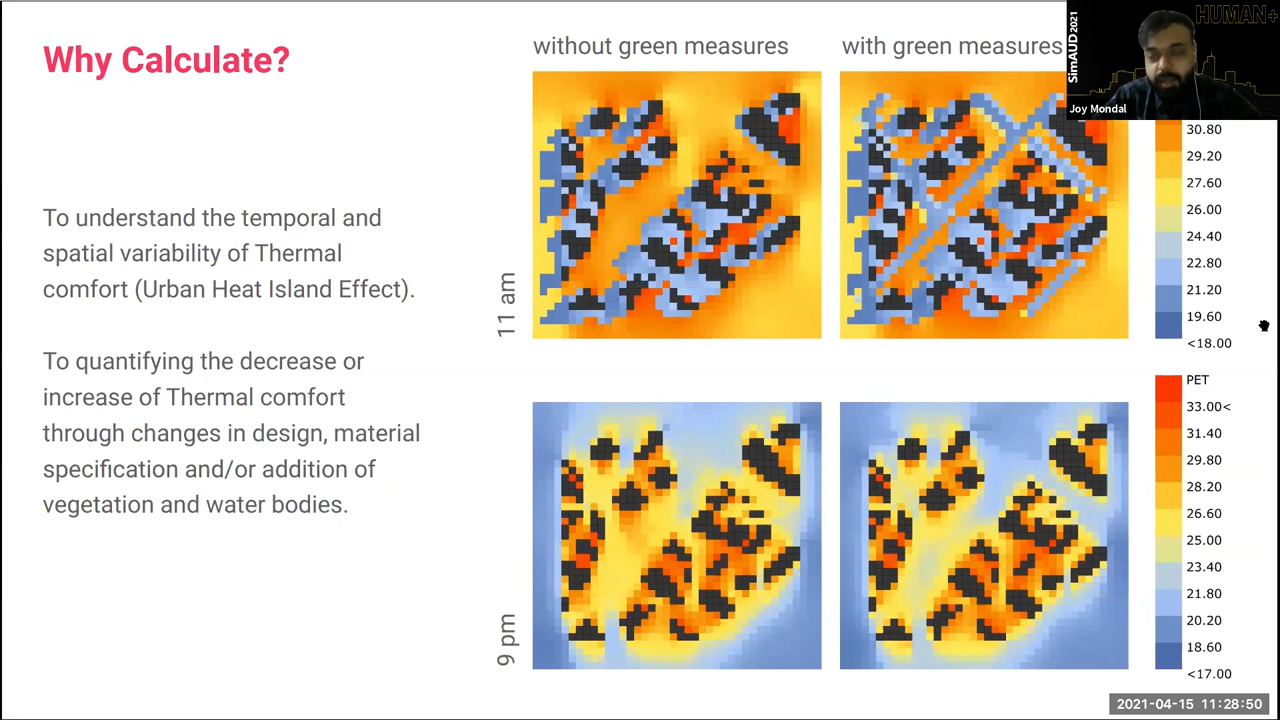 Why Calculate?
without green measures
with green measures
HUMAN+
SimAUD 2021
Joy Mondal
To understand the temporal and
spatial variability of Thermal
comfort (Urban Heat Island Effect).
To quantifying the decrease or
increase of Thermal comfort
through changes in design, material
specification and/or addition of
vegetation and water bodies.
11 am
30.80
29.20
27.60
26.00
24.40
22.80
21.20
19.60
<18.00
9 pm
PET
33.00<
31.40
29.80
28.20
26.60
25.00
23.40
21.80
20.20
18.60
<17.00
2021-04-15 11:28:50